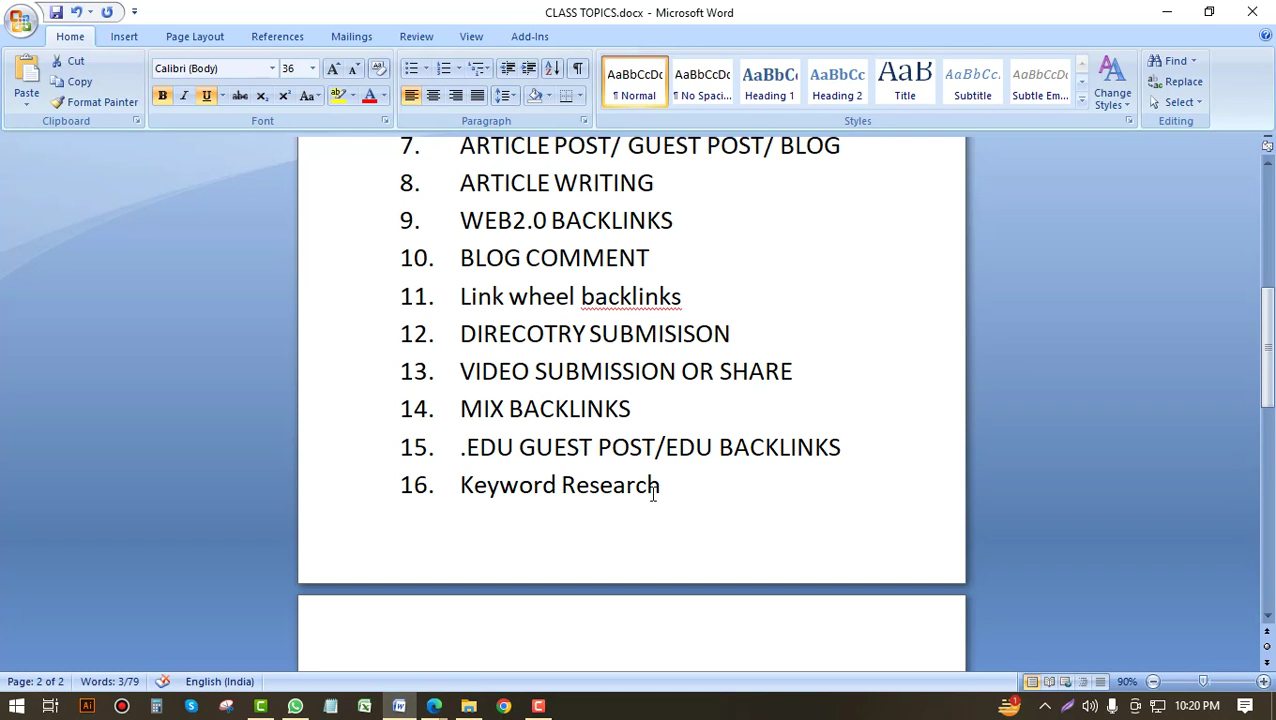 CLASS TOPICS.docx - Microsoft Word
Home Insert Page Layout References Mailings Review View Add-Ins
Paste
Cut
Copy
Format Painter
Clipboard
Calibri (Body) 36
Font
Paragraph
AaBbCcDc AaBbCcDc AaBbCc AaBbCc AaB AaBbCc. AaBbCcDc
¶ Normal ¶ No Spaci... Heading 1 Heading 2 Title Subtitle Subtle Em...
Change
Styles
Styles
Find
Replace
Select
Editing
7. ARTICLE POST/ GUEST POST/ BLOG
8. ARTICLE WRITING
9. WEB2.0 BACKLINKS
10. BLOG COMMENT
11. Link wheel backlinks
12. DIRECOTRY SUBMISISON
13. VIDEO SUBMISSION OR SHARE
14. MIX BACKLINKS
15. .EDU GUEST POST/EDU BACKLINKS
16. Keyword Research
Page: 2 of 2 Words: 3/79 English (India) 90%
10:20 PM